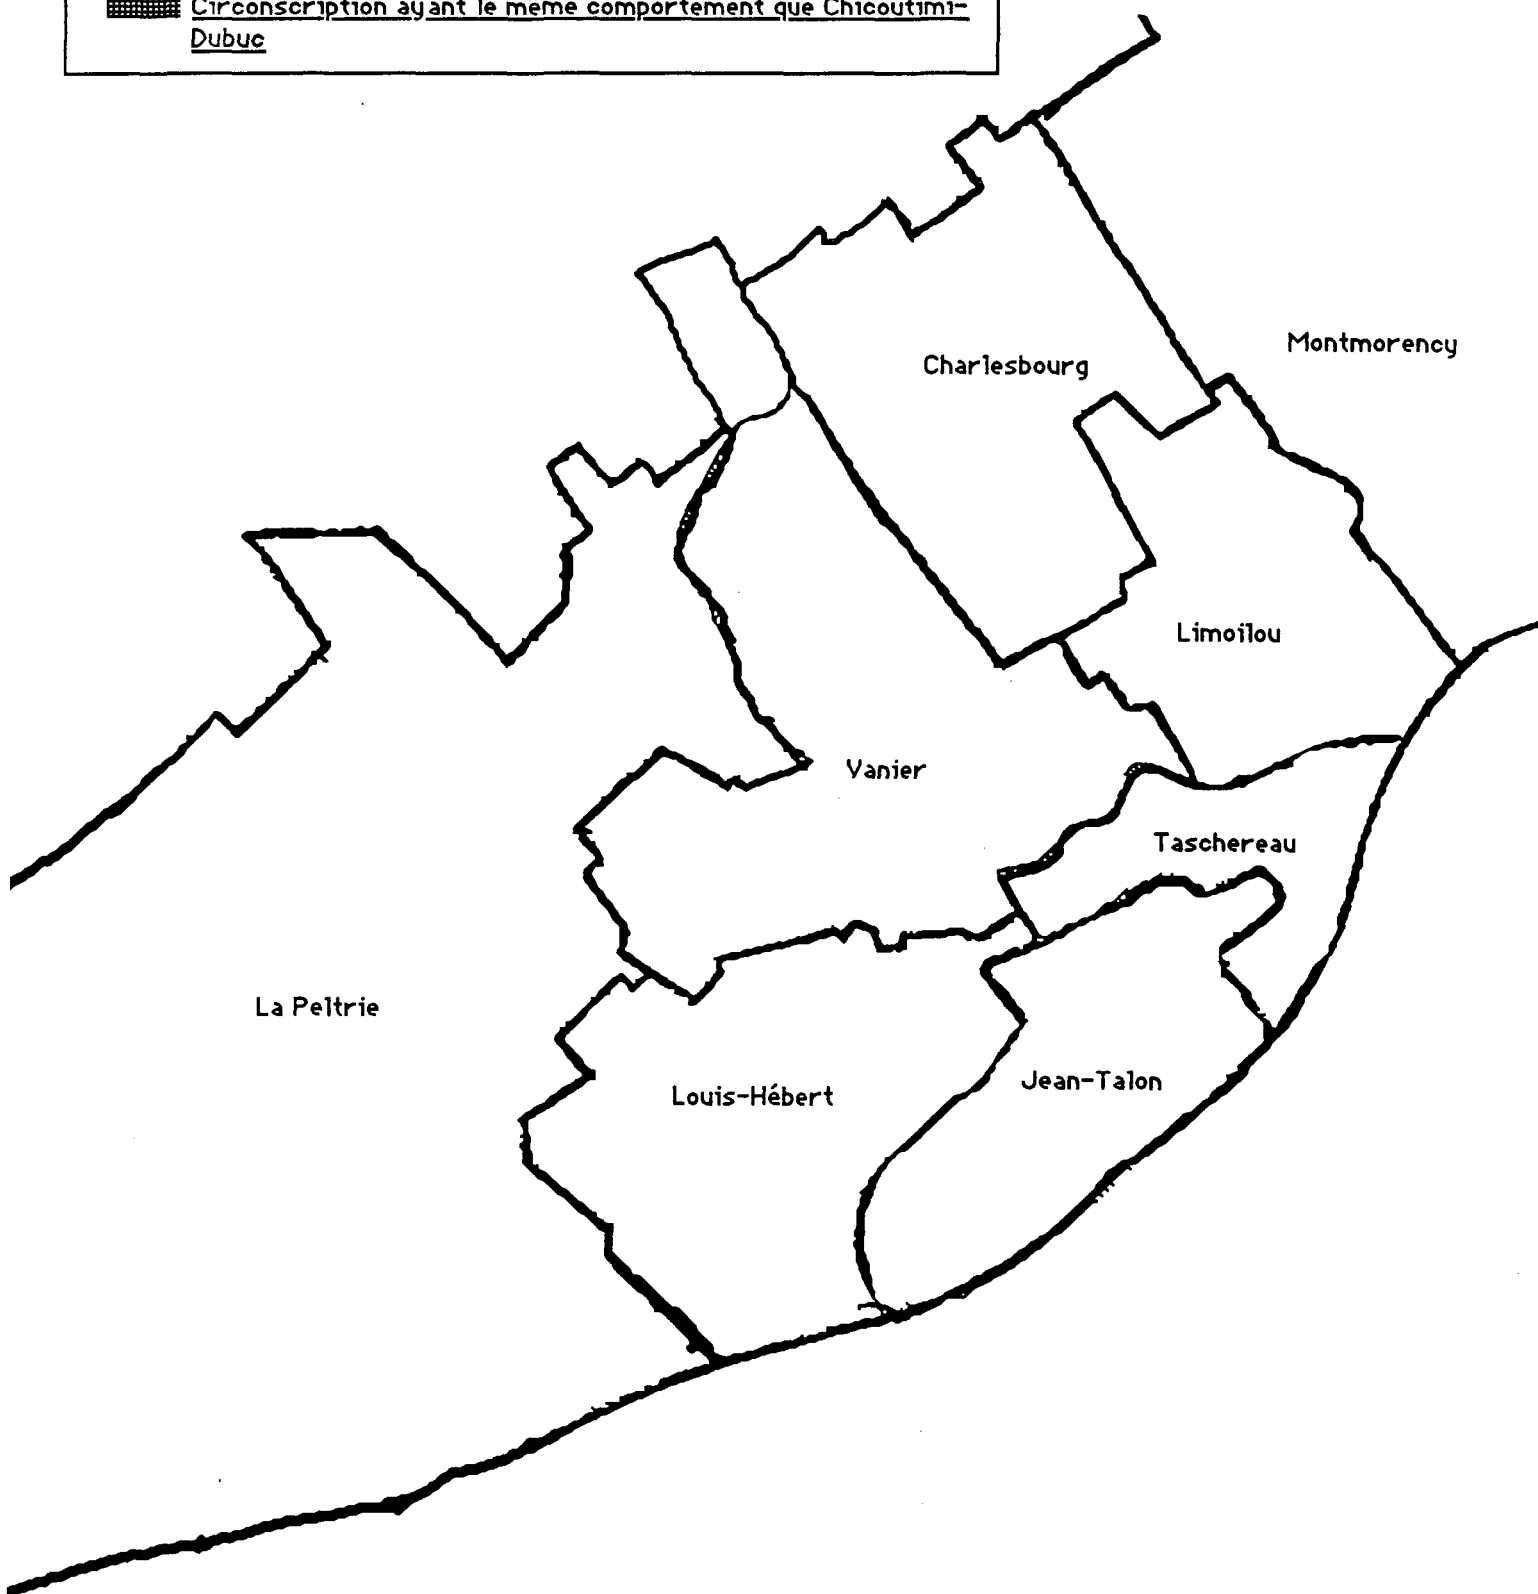 Circonscription ayant le même comportement que Chicoutimi-
Dubuc
Montmorency
Charlesbourg
Limoilou
Vanier
Taschereau
La Peltrie
Jean-Talon
Louis-Hébert